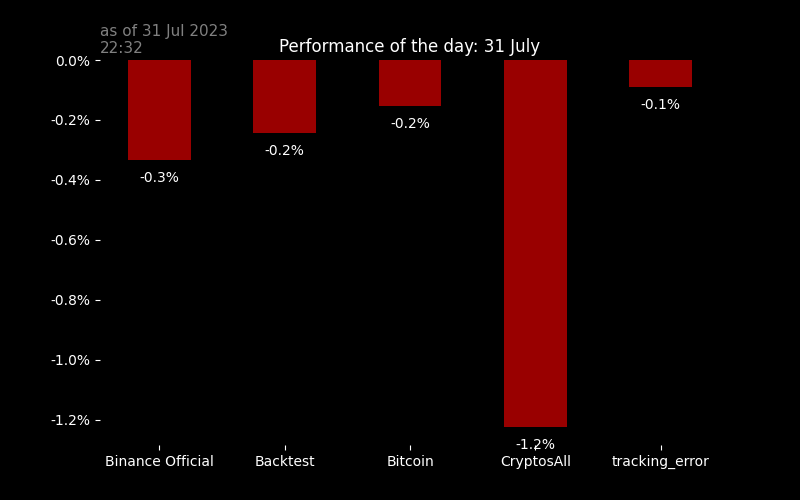 as of 31 Jul 2023
22:32
Performance of the day: 31 July
0.0%
-0.2%
-0.4%
-0.6%
-0.8%
-1.0%
-1.2%
-0.3%
-0.2%
-0.2%
-1.2%
-0.1%
Binance Official
Backtest
Bitcoin
CryptosAll
tracking_error